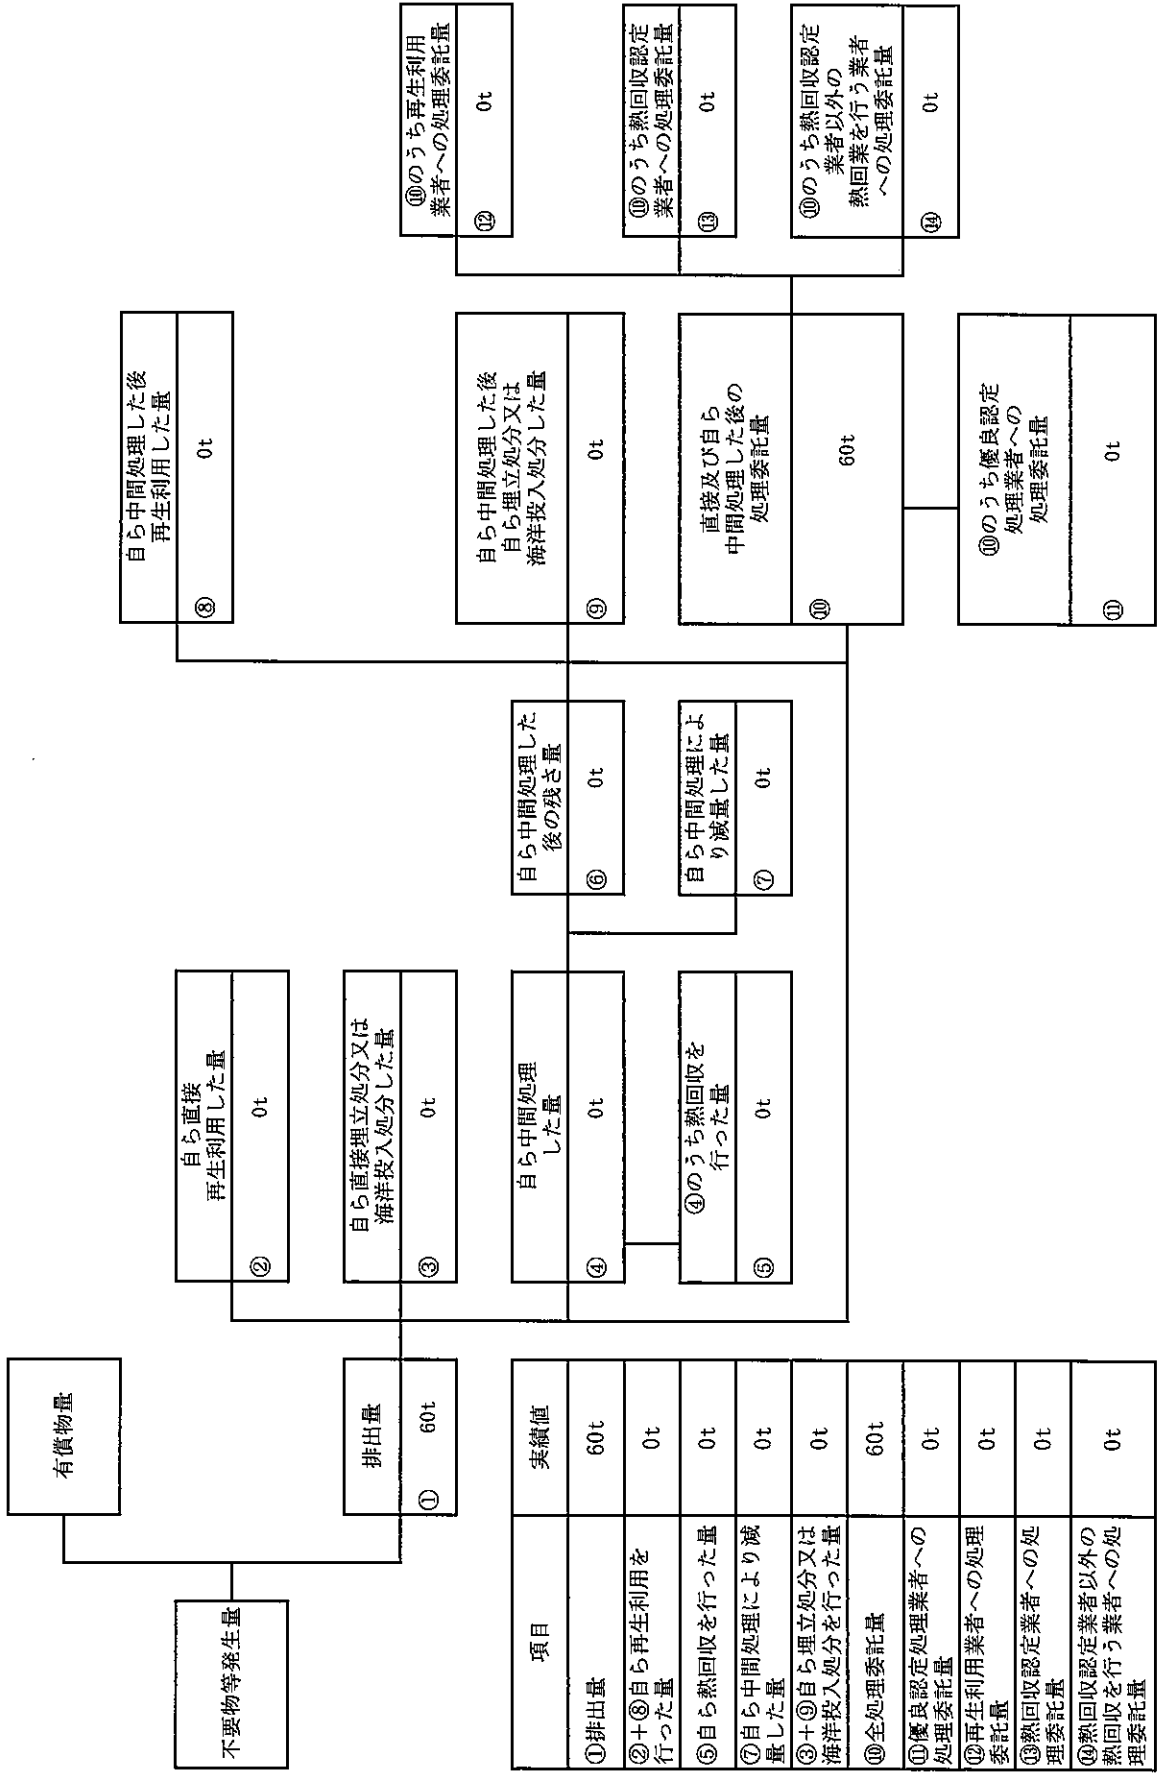 有償物量
不要物等発生量
排出量
① 60t
自ら直接
再生利用した量
② 0t
自ら直接埋立処分又は
海洋投入処分した量
③ 0t
自ら中間処理
した量
④ 0t
④のうち熱回収を
行った量
⑤ 0t
自ら中間処理した
後の残さ量
⑥ 0t
自ら中間処理によ
り減量した量
⑦ 0t
自ら中間処理した後
再生利用した量
⑧ 0t
自ら中間処理した後
自ら埋立処分又は
海洋投入処分した量
⑨ 0t
直接及び自ら
中間処理した後の
処理委託量
⑩ 60t
⑩のうち優良認定
処理業者への
処理委託量
⑪ 0t
⑩のうち再生利用
業者への処理委託量
⑫ 0t
⑩のうち熱回収認定
業者への処理委託量
⑬ 0t
⑩のうち熱回収認定
業者以外の
熱回業を行う業者
への処理委託量
⑭ 0t
項目 実績値
①排出量 60t
②+⑧自ら再生利用を
行った量 0t
⑤自ら熱回収を行った量 0t
⑦自ら中間処理により減
量した量 0t
③+⑨自ら埋立処分又は
海洋投入処分を行った量 0t
⑩全処理委託量 60t
⑪優良認定処理業者への
処理委託量 0t
⑫再生利用業者への処理
委託量 0t
⑬熱回収認定業者への処
理委託量 0t
⑭熱回収認定業者以外の
熱回収を行う業者への処
理委託量 0t